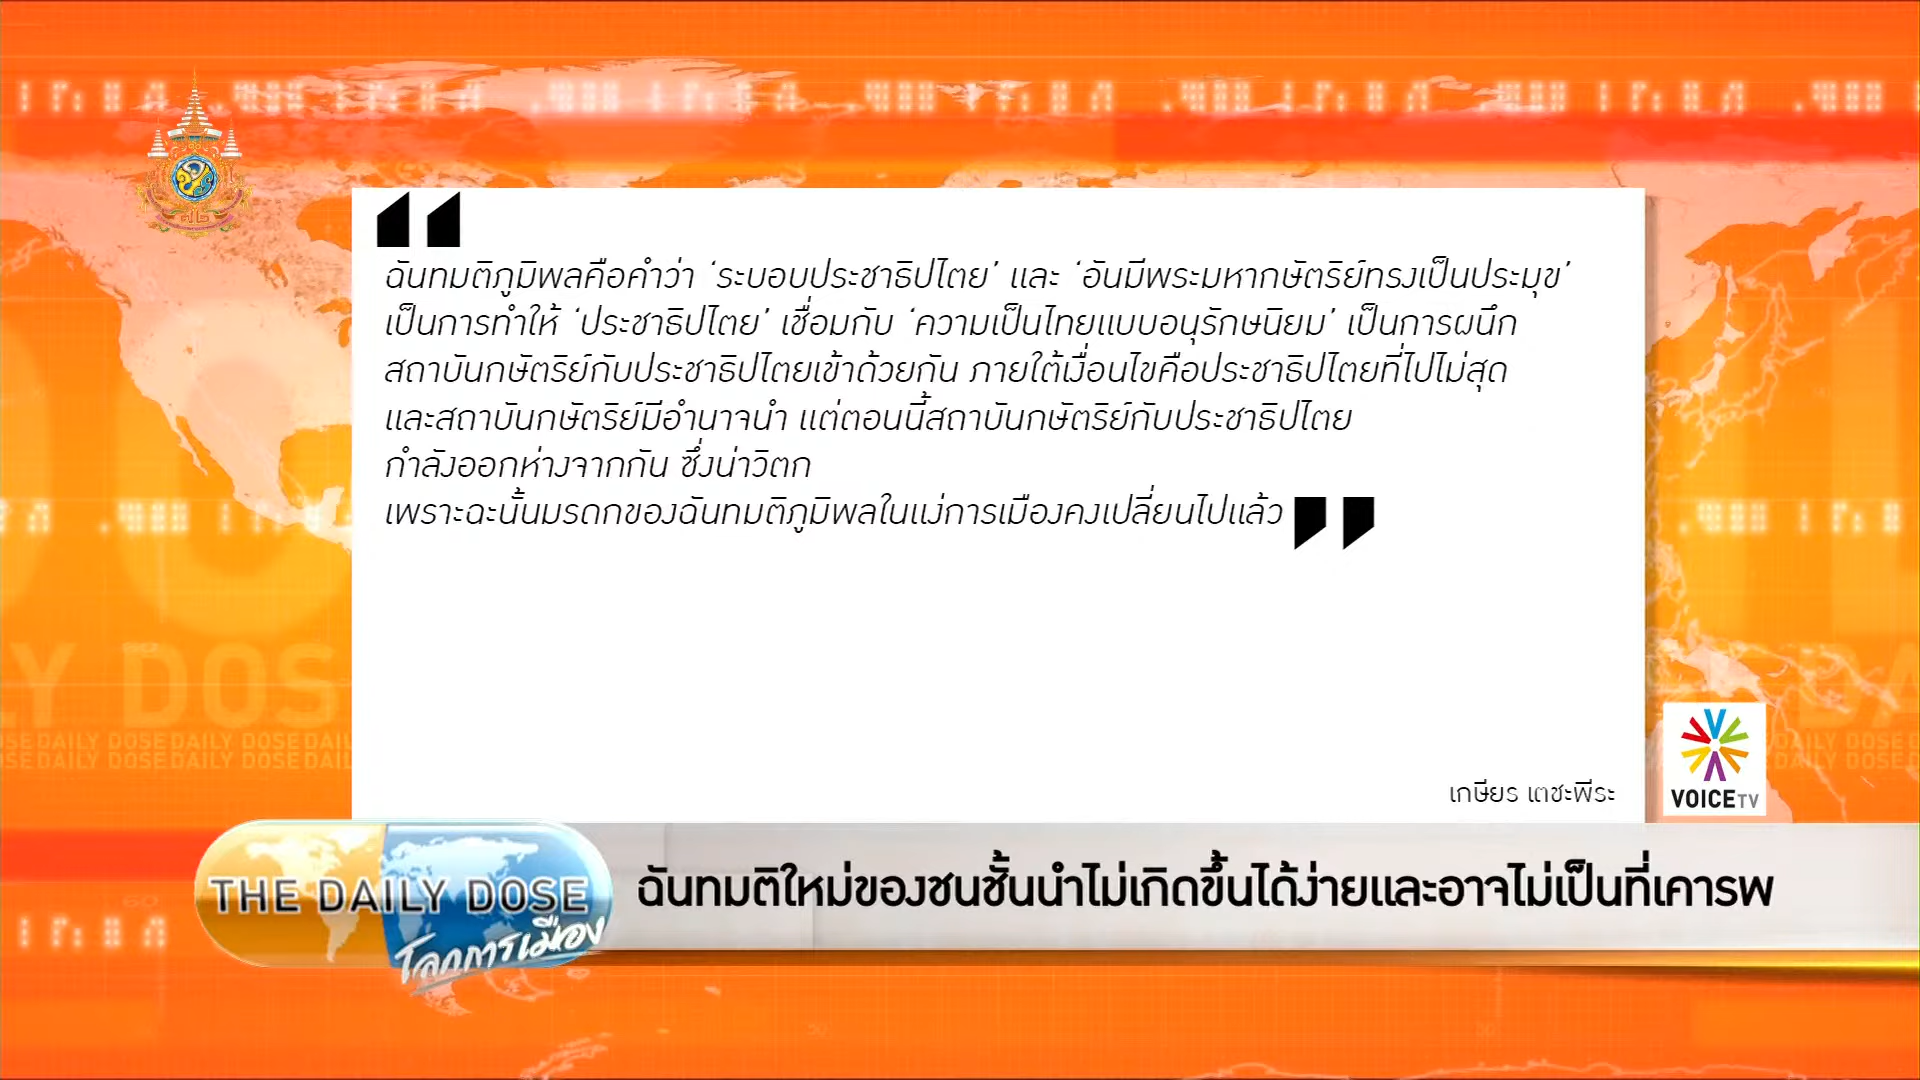 ฉันทมติภูมิพลคือคำว่า ‘ระบอบประชาธิปไตย’ และ ‘อันมีพระมหากษัตริย์ทรงเป็นประมุข’
เป็นการทำให้ ‘ประชาธิปไตย’ เชื่อมกับ ‘ความเป็นไทยแบบอนุรักษนิยม’ เป็นการผนึก
สถาบันกษัตริย์กับประชาธิปไตยเข้าด้วยกัน ภายใต้เงื่อนไขคือประชาธิปไตยที่ไปไม่สุด
และสถาบันกษัตริย์มีอำนาจนำ แต่ตอนนี้สถาบันกษัตริย์กับประชาธิปไตย
กำลังออกห่างจากกัน ซึ่งน่าวิตก
เพราะฉะนั้นมรดกของฉันทมติภูมิพลในแง่การเมืองคงเปลี่ยนไปแล้ว
เกษียร เตชะพีระ
VOICE TV
THE DAILY DOSE
โลกการเมือง
ฉันทมติใหม่ของชนชั้นนำไม่เกิดขึ้นได้ง่ายและอาจไม่เป็นที่เคารพ